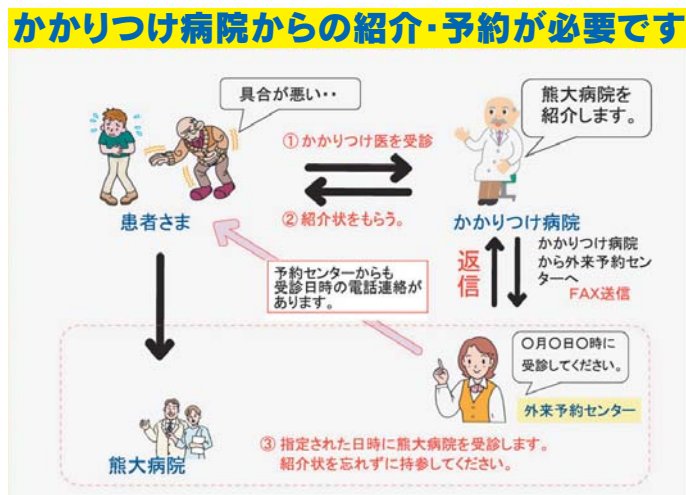 かかりつけ病院からの紹介・予約が必要です
具合が悪い・・
熊大病院を
紹介します。
① かかりつけ医を受診
② 紹介状をもらう。
患者さま
かかりつけ病院
返信
かかりつけ病院
から外来予約セン
ターへ
FAX送信
予約センターからも
受診日時の電話連絡が
あります。
〇月〇日〇時に
受診してください。
外来予約センター
熊大病院
③ 指定された日時に熊大病院を受診します。
紹介状を忘れずに持参してください。